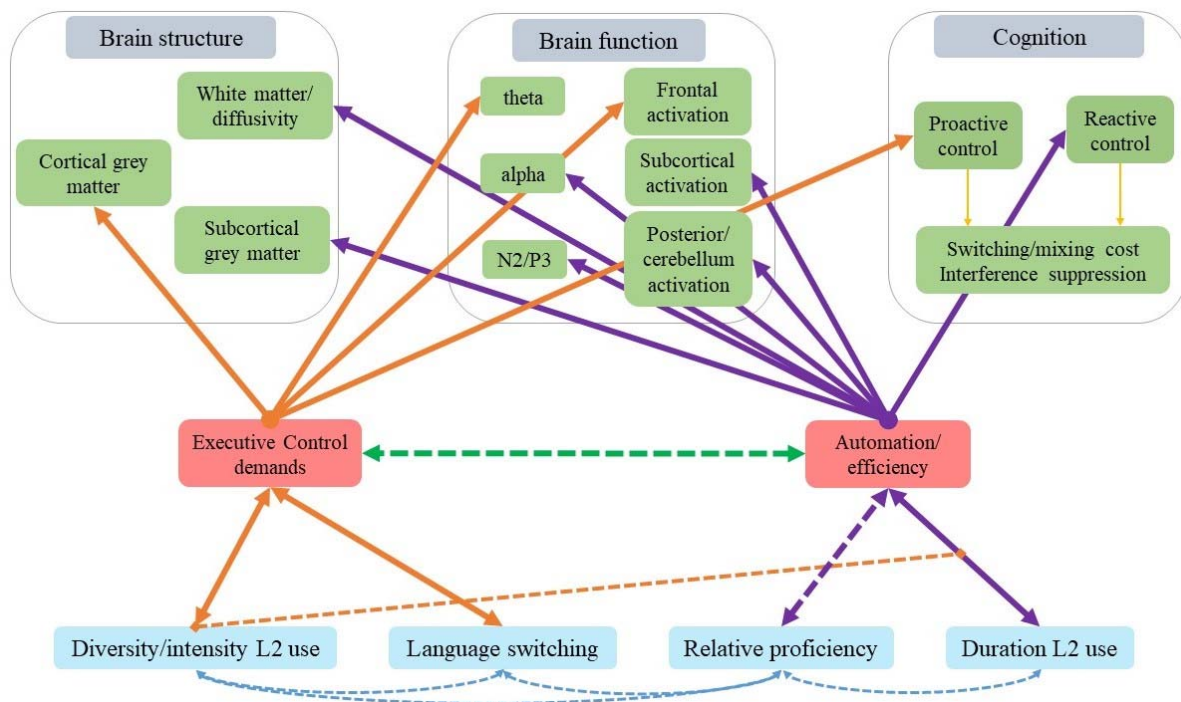 Brain structure
White matter/
diffusivity
Cortical grey
matter
Subcortical
grey matter
Brain function
theta
Frontal
activation
alpha
Subcortical
activation
N2/P3
Posterior/
cerebellum
activation
Cognition
Proactive
control
Reactive
control
Switching/mixing cost
Interference suppression
Executive Control
demands
Automation/
efficiency
Diversity/intensity L2 use
Language switching
Relative proficiency
Duration L2 use